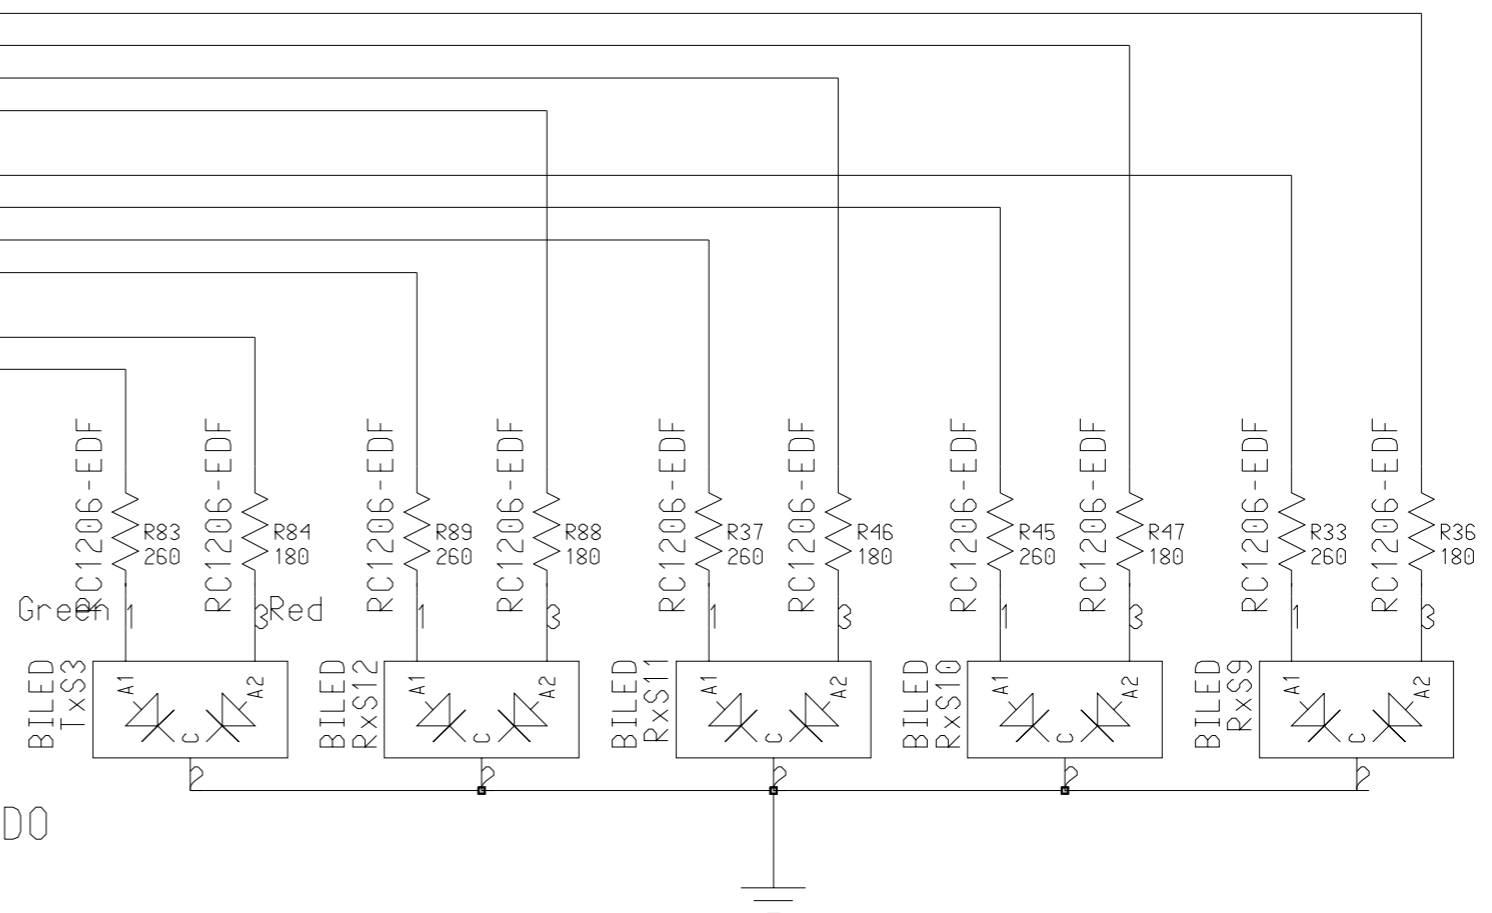 RC1206-EDF
R83
260
RC1206-EDF
R84
180
RC1206-EDF
R89
260
RC1206-EDF
R88
180
RC1206-EDF
R37
260
RC1206-EDF
R46
180
RC1206-EDF
R45
260
RC1206-EDF
R47
180
RC1206-EDF
R33
260
RC1206-EDF
R36
180
Green 1
3 Red
1
3
1
3
1
3
1
3
BILED
TxS3
A1
A2
C
2
BILED
RxS12
A1
A2
C
2
BILED
RxS11
A1
A2
C
2
BILED
RxS10
A1
A2
C
2
BILED
RxS9
A1
A2
C
2
DO